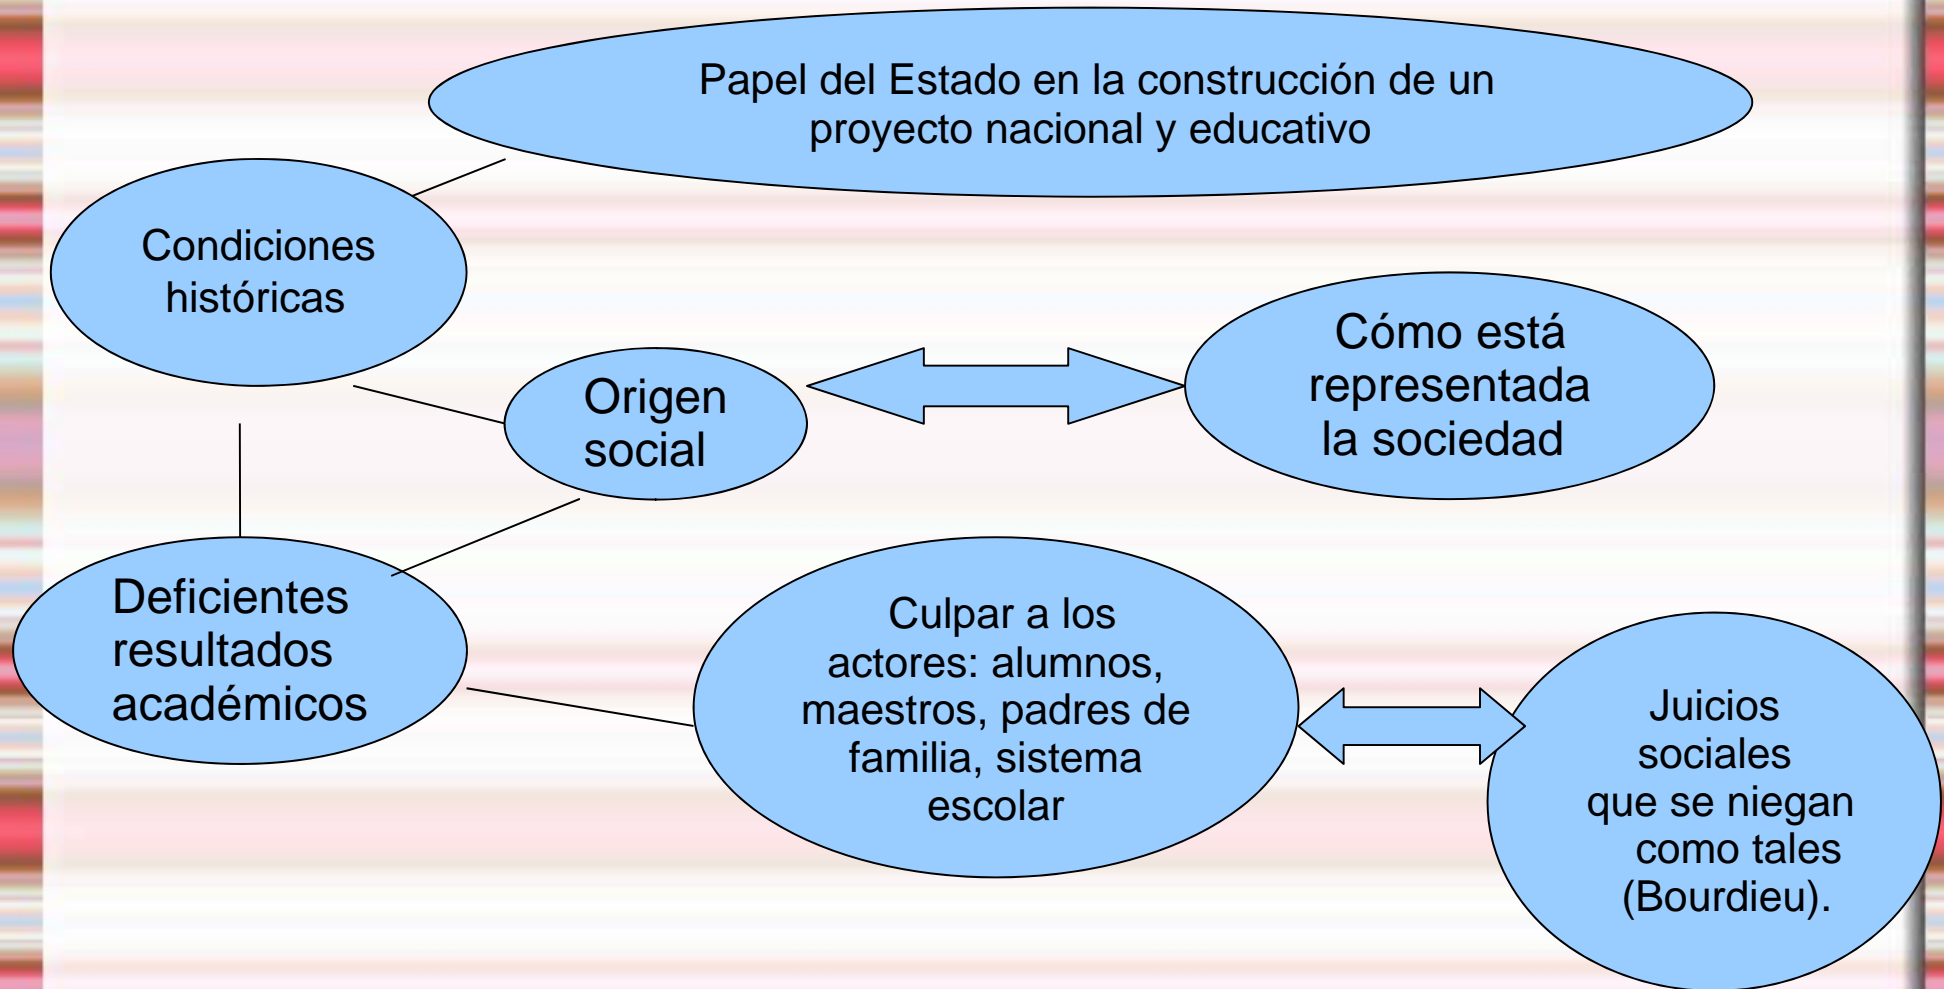 Papel del Estado en la construcción de un
proyecto nacional y educativo
Condiciones
históricas
Origen
social
Cómo está
representada
la sociedad
Deficientes
resultados
académicos
Culpar a los
actores: alumnos,
maestros, padres de
familia, sistema
escolar
Juicios
sociales
que se niegan
como tales
(Bourdieu).